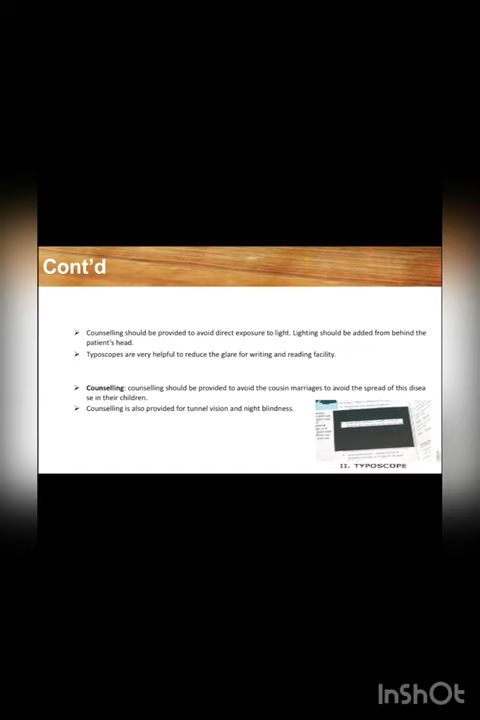 Cont'd
➢ Counselling should be provided to avoid direct exposure to light. Lighting should be added from behind the
patient's head.
➢ Typoscopes are very helpful to reduce the glare for writing and reading facility.
➢ Counselling: counselling should be provided to avoid the cousin marriages to avoid the spread of this disea
se in their children.
➢ Counselling is also provided for tunnel vision and night blindness.
II. TYPOSCOPE
InShOt